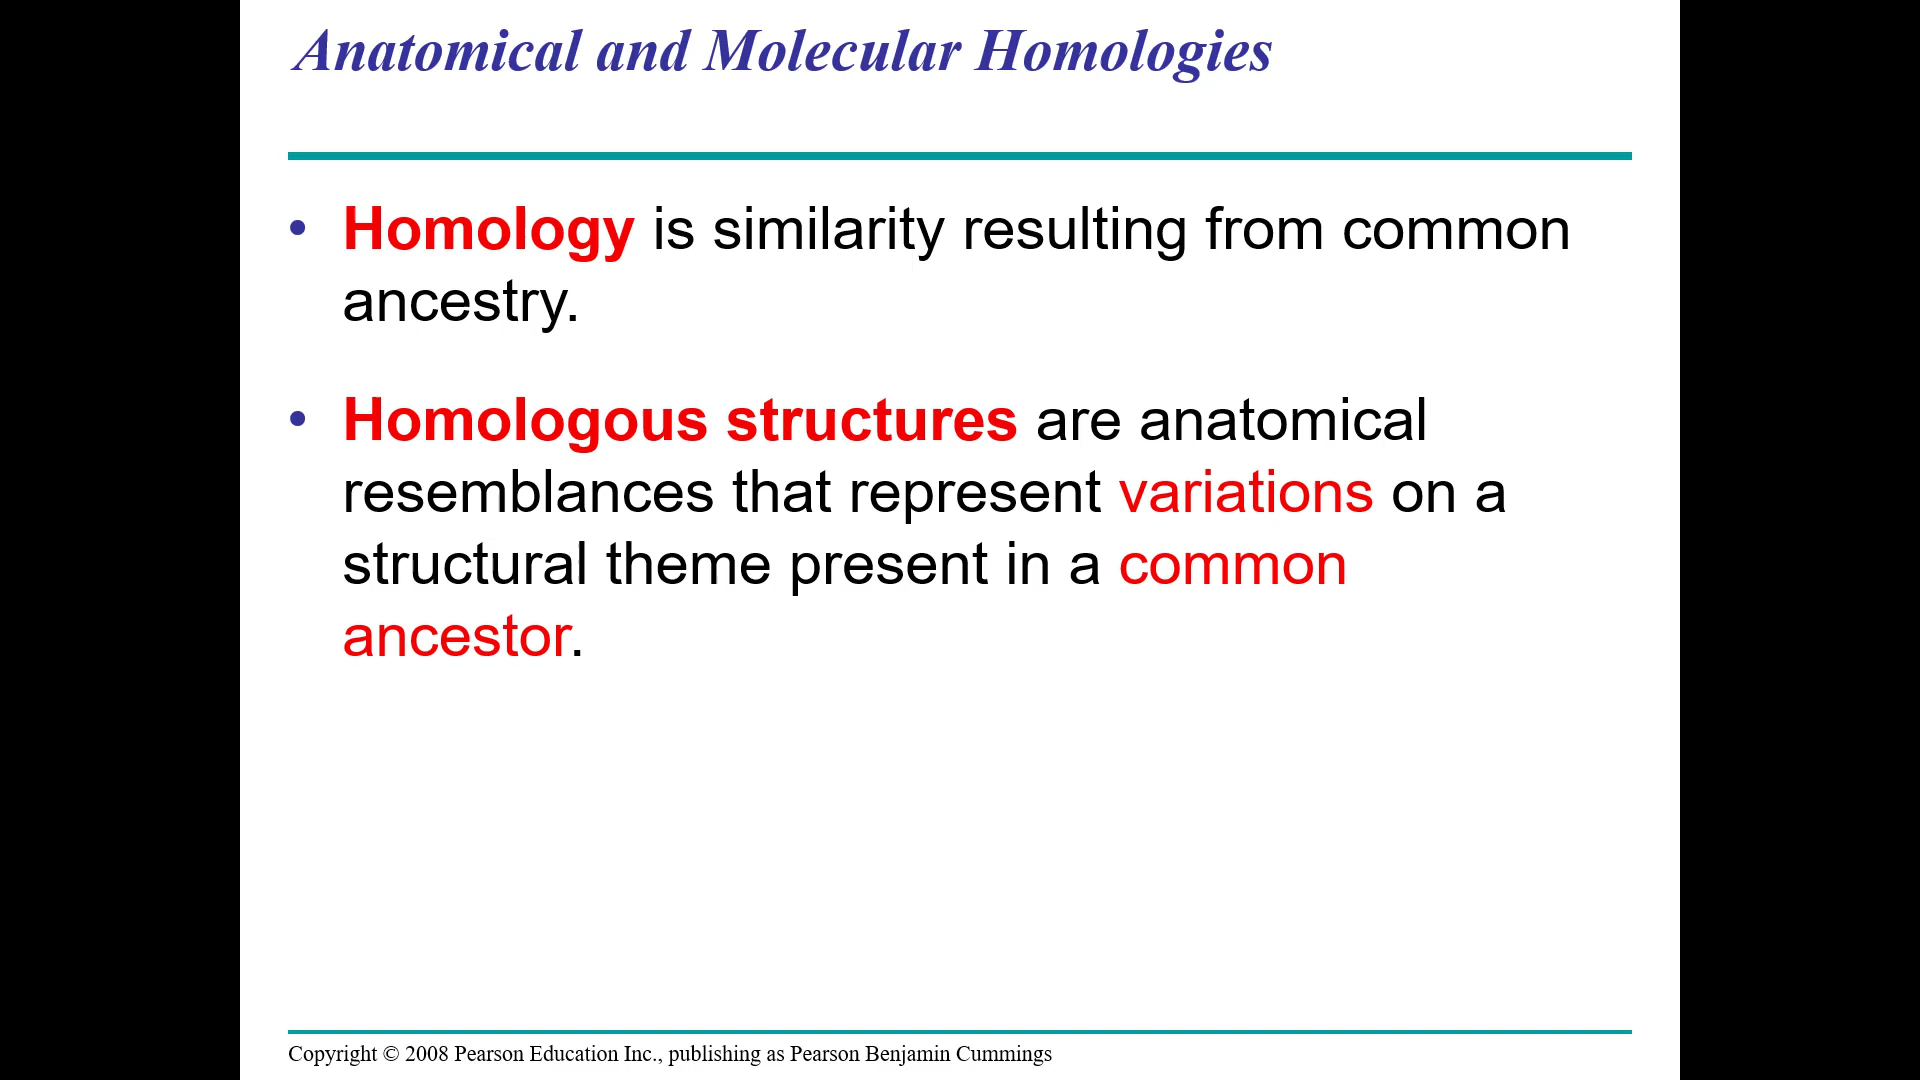 Anatomical and Molecular Homologies
• Homology is similarity resulting from common
ancestry.
• Homologous structures are anatomical
resemblances that represent variations on a
structural theme present in a common
ancestor.
Copyright © 2008 Pearson Education Inc., publishing as Pearson Benjamin Cummings